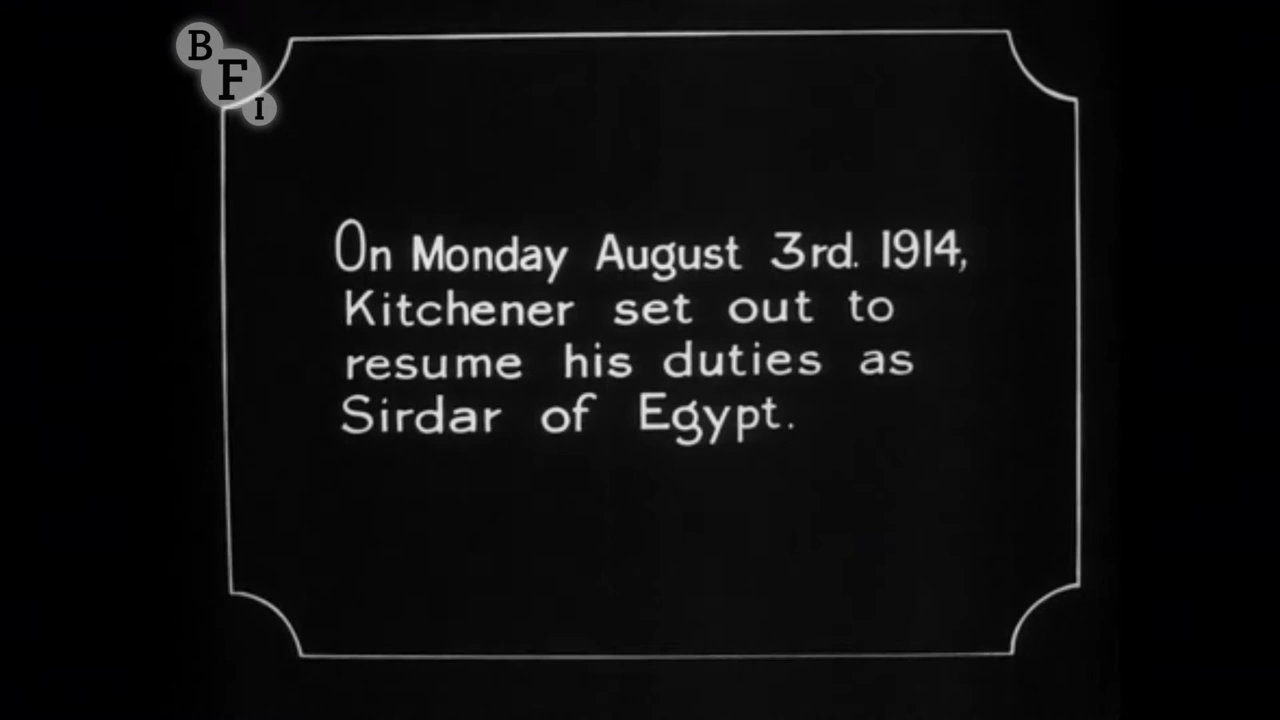 BFI
On Monday August 3rd. 1914,
Kitchener set out to
resume his duties as
Sirdar of Egypt.